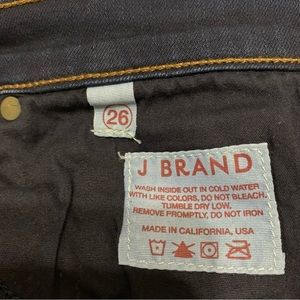 26
J BRAND
WASH INSIDE OUT IN COLD WATER
WITH LIKE COLORS, DO NOT BLEACH.
TUMBLE DRY LOW.
REMOVE PROMPTLY, DO NOT IRON
MADE IN CALIFORNIA, USA